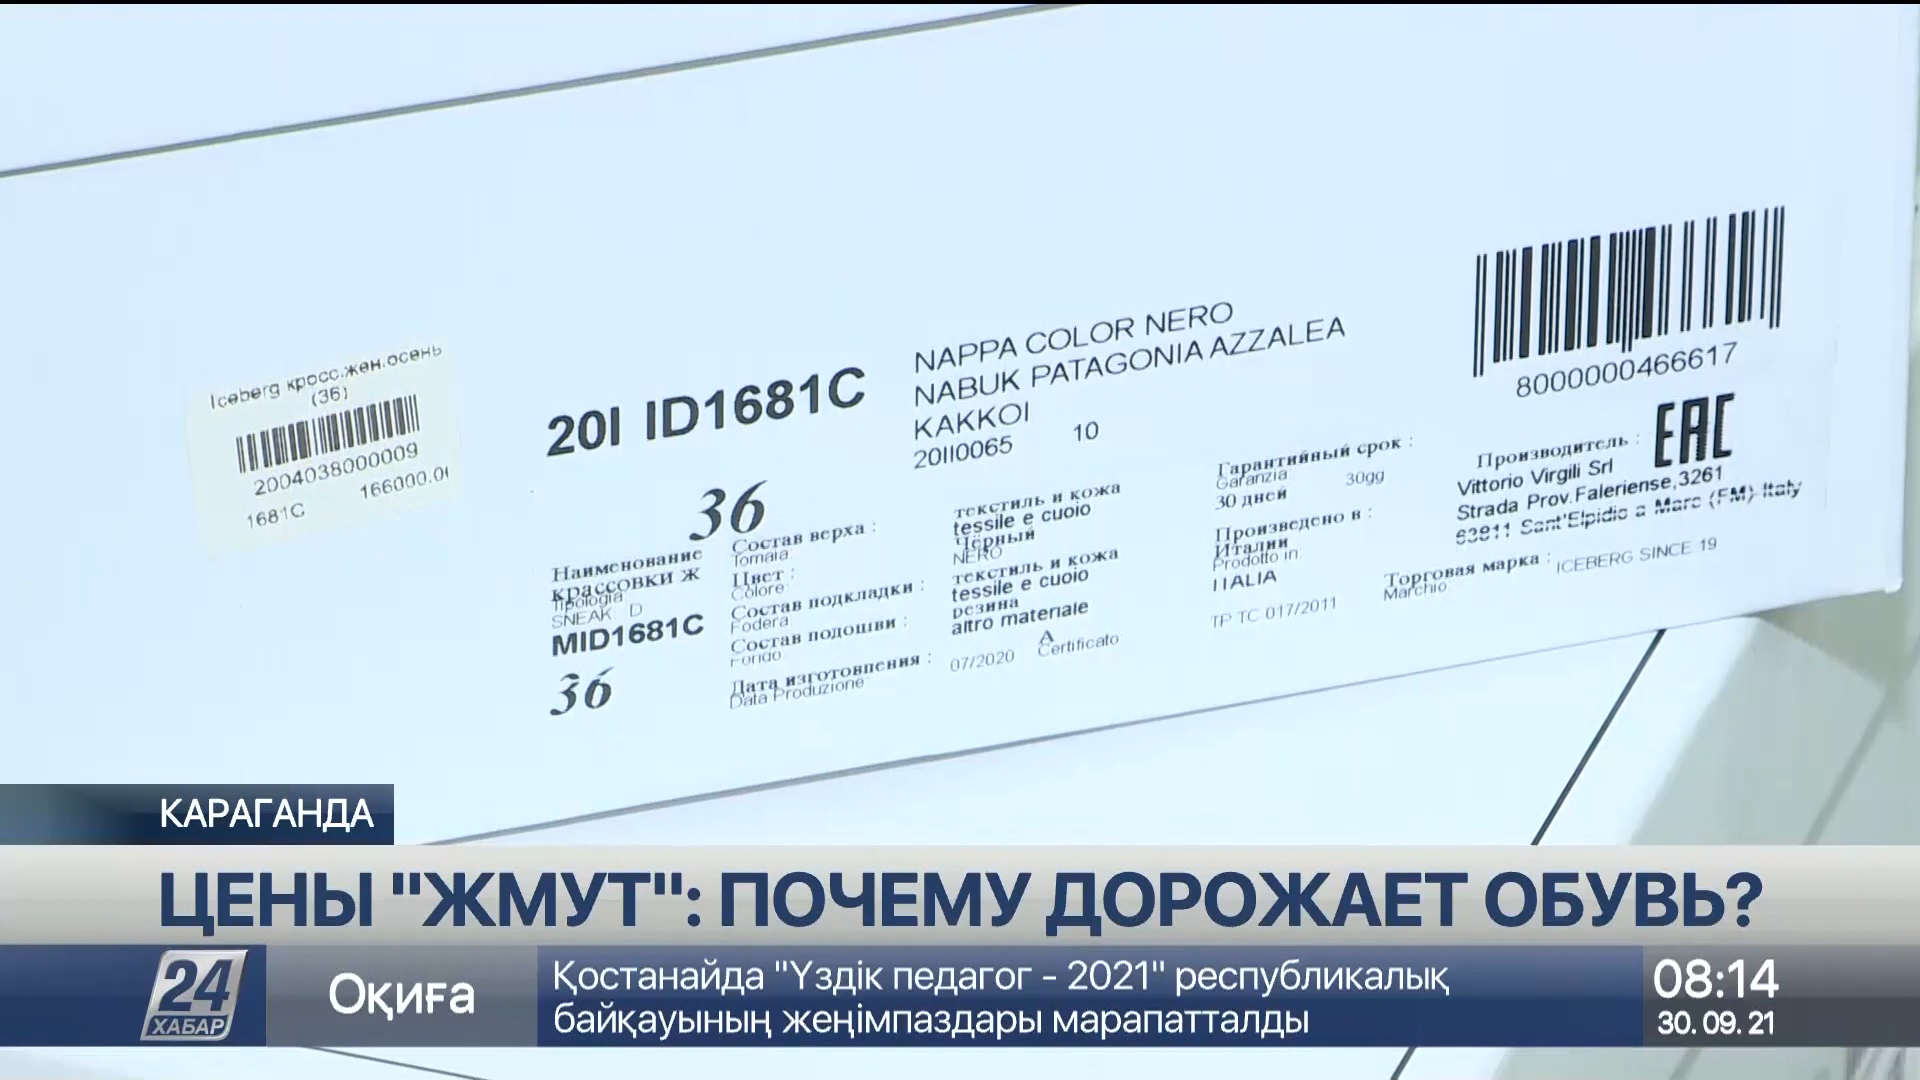 Iceberg кросс.жен.осень
(36)
2004038000009
166000.0
1681C
20I ID1681C
NAPPA COLOR NERO
NABUK PATAGONIA AZZALEA
KAKKOI
20II0065 10
8000000466617
EAC
36
Наименование
крассовки ж
Tipologia
SNEAK D
MID1681C
36
Состав верха :
Tomaia
Цвет :
Colore
Состав подкладки :
Fodera
Состав подошви :
Fondo
Дата изготовпения :
Data Produzione
текстиль и кожа
tessile e cuoio
Чёрный
NERO
текстиль и кожа
tessile e cuoio
резина
altro materiale
07/2020
A
Certificato
Гарантийный срок :
Garanzia
30 дней 30gg
Произведено в :
Италии
Prodotto in
ITALIA
TP TC 017/2011
Производитель :
Vittorio Virgili Srl
Strada Prov.Faleriense,3261
63811 Sant'Elpidio a Mare (FM) Italy
Торговая марка : ICEBERG SINCE 19
Marchio
КАРАГАНДА
ЦЕНЫ "ЖМУТ": ПОЧЕМУ ДОРОЖАЕТ ОБУВЬ?
24
ХАБАР
Оқиға
Қостанайда "Үздік педагог - 2021" республикалық
байқауының жеңімпаздары марапатталды
08:14
30. 09. 21